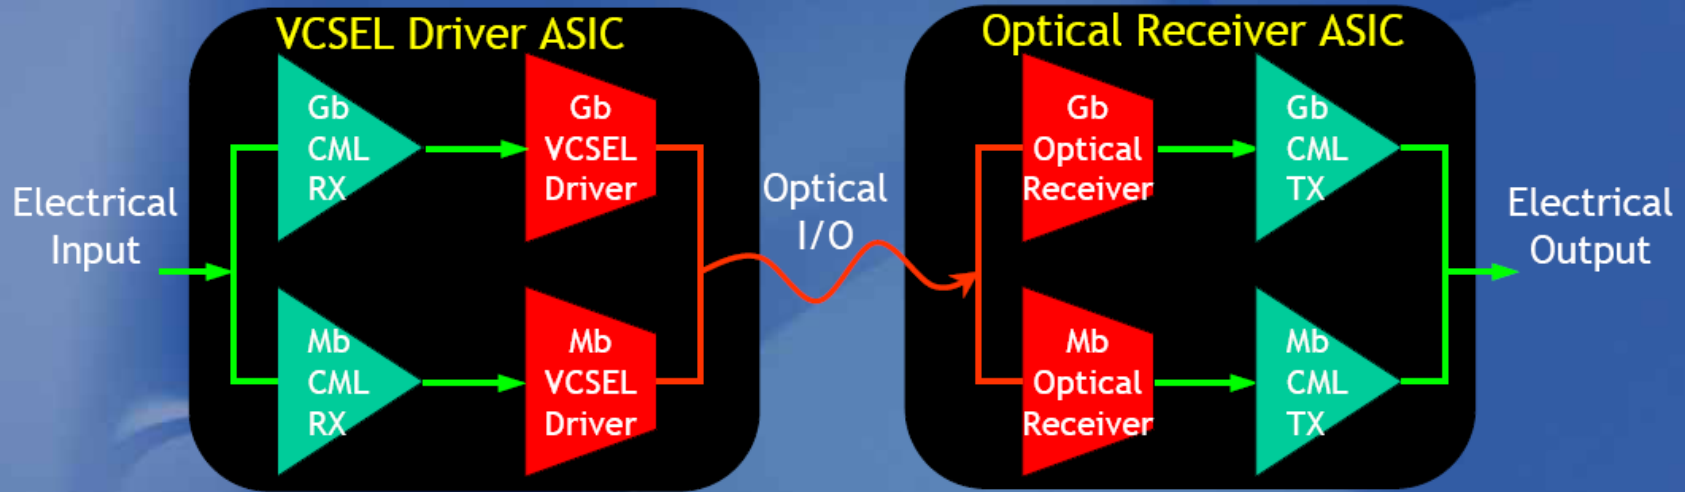 VCSEL Driver ASIC
Optical Receiver ASIC
Electrical
Input
Gb
CML
RX
Gb
VCSEL
Driver
Mb
CML
RX
Mb
VCSEL
Driver
Optical
I/O
Gb
Optical
Receiver
Gb
CML
TX
Mb
Optical
Receiver
Mb
CML
TX
Electrical
Output